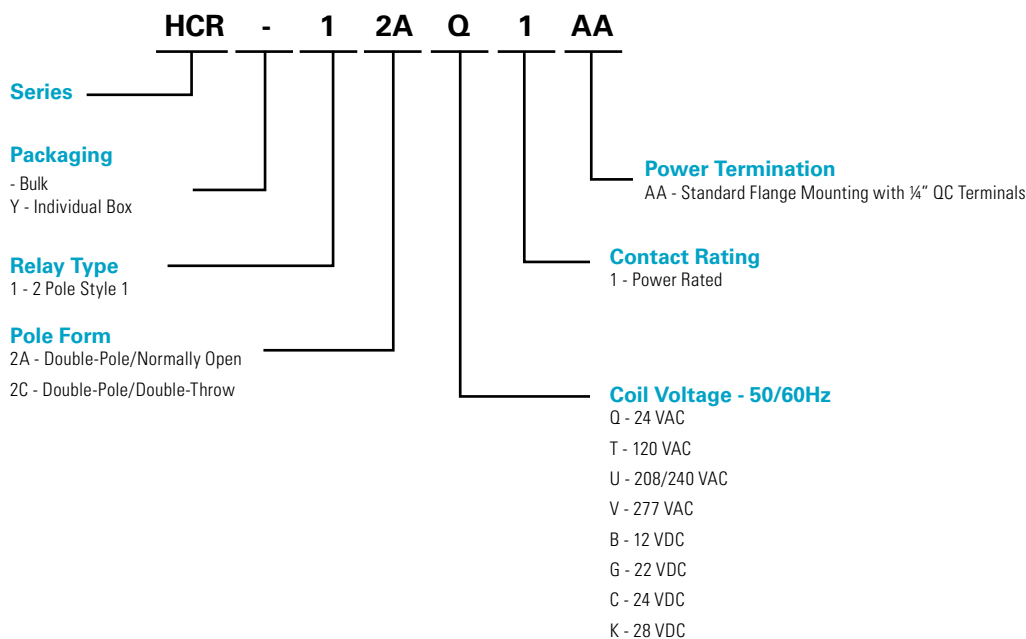 HCR - 1 2A Q 1 AA
Series
Packaging
- Bulk
Y - Individual Box
Relay Type
1 - 2 Pole Style 1
Pole Form
2A - Double-Pole/Normally Open
2C - Double-Pole/Double-Throw
Power Termination
AA - Standard Flange Mounting with ¼” QC Terminals
Contact Rating
1 - Power Rated
Coil Voltage - 50/60Hz
Q - 24 VAC
T - 120 VAC
U - 208/240 VAC
V - 277 VAC
B - 12 VDC
G - 22 VDC
C - 24 VDC
K - 28 VDC